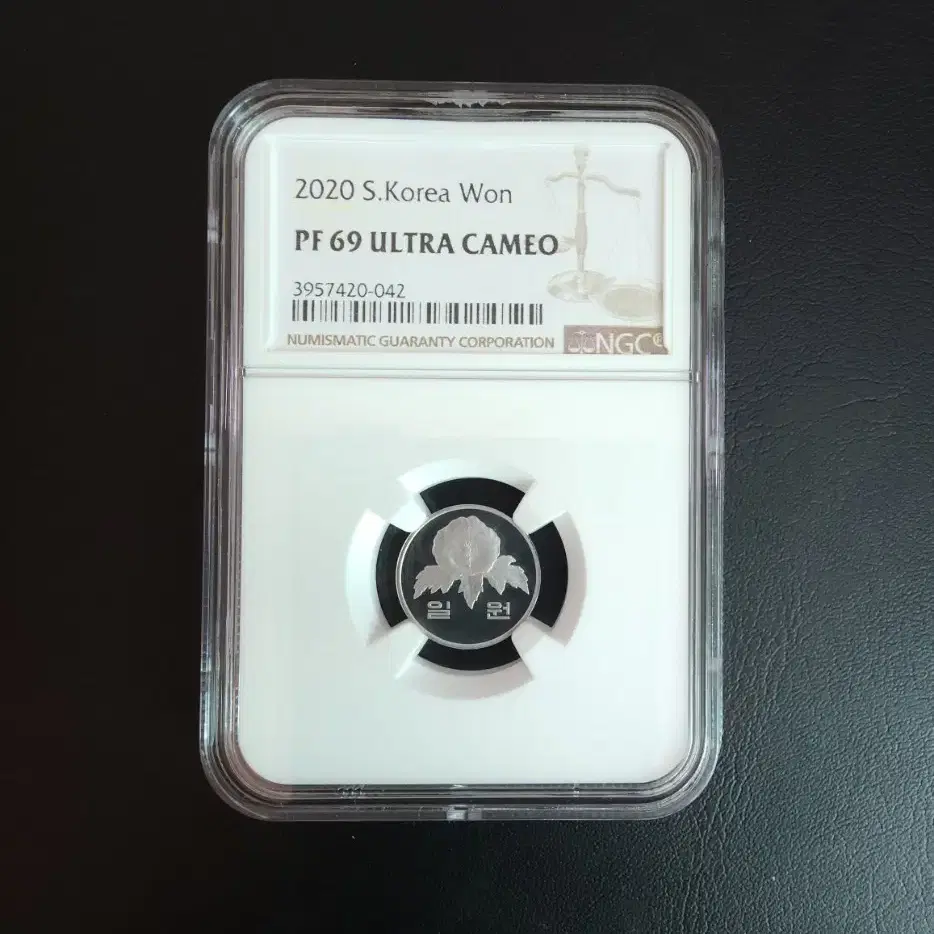 2020 S.Korea Won
PF 69 ULTRA CAMEO
3957420-042
NUMISMATIC GUARANTY CORPORATION NGC
일 원